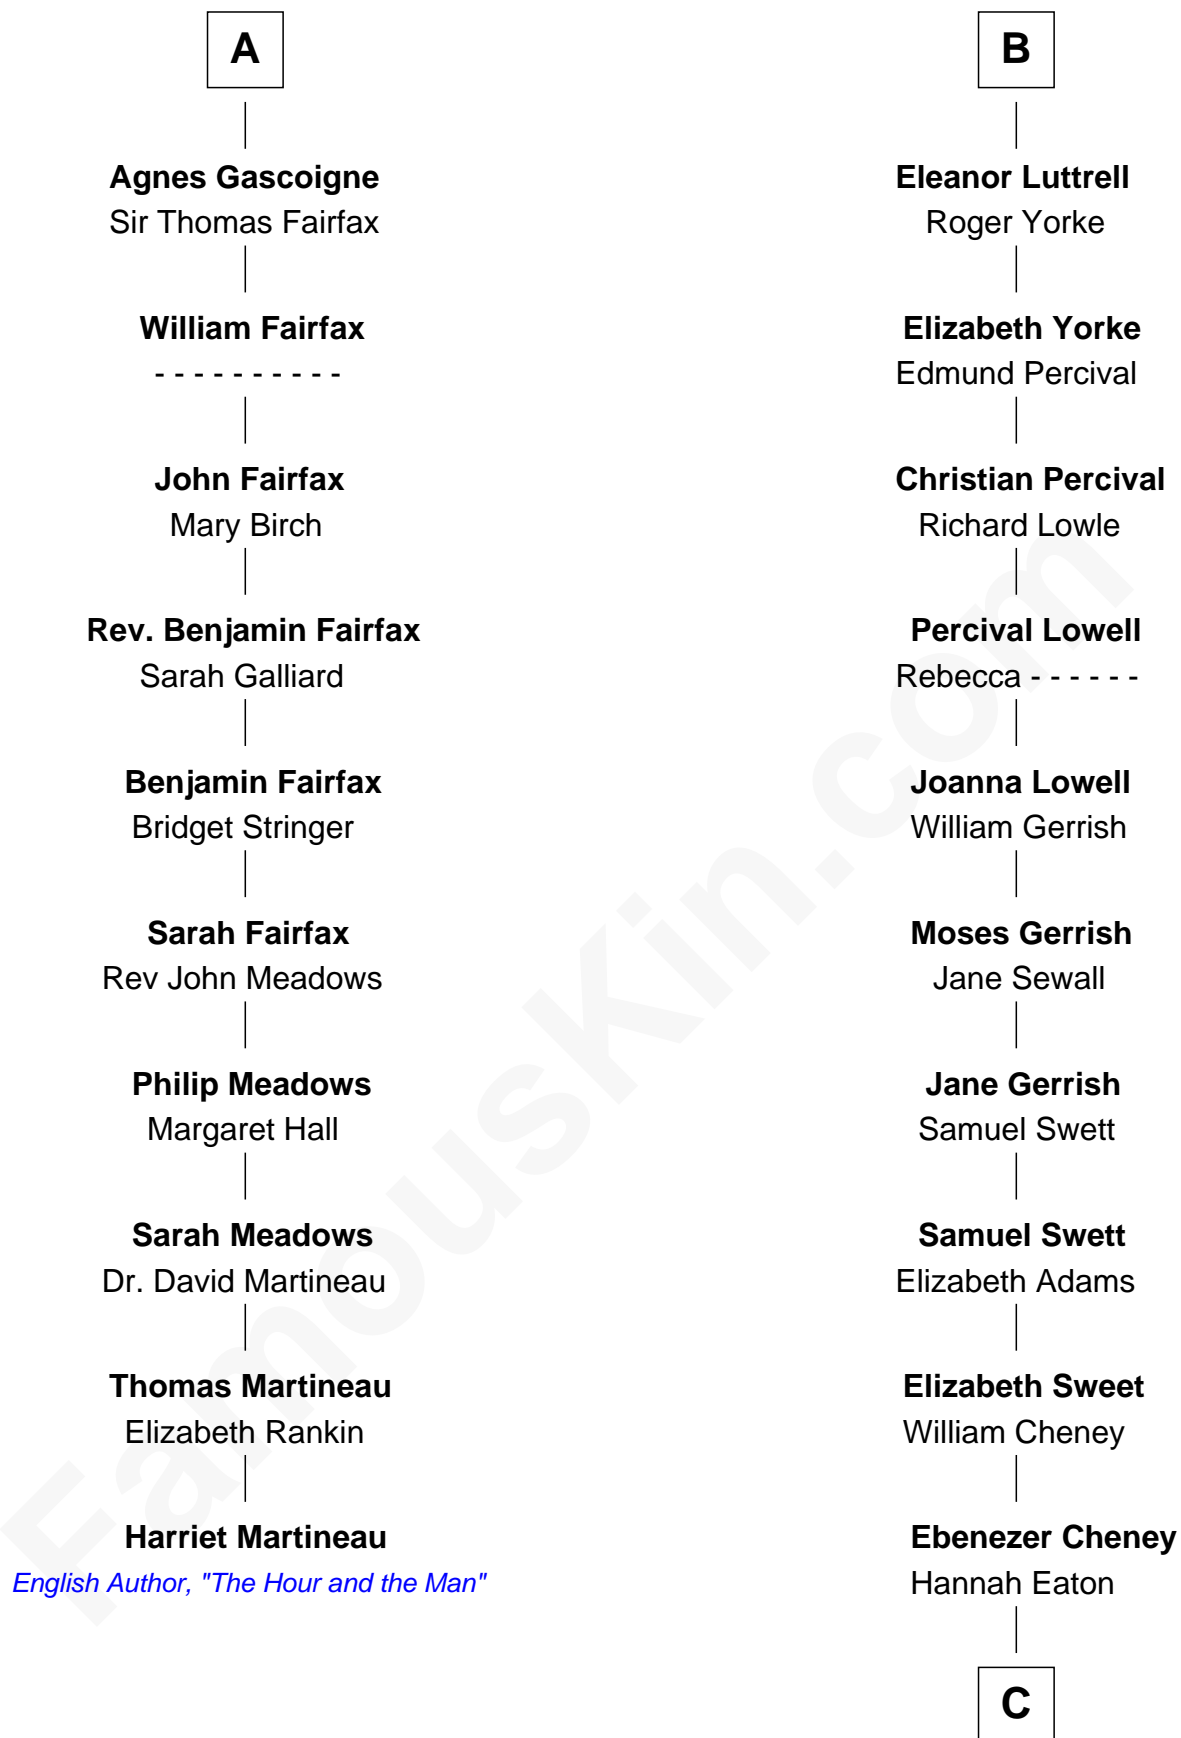 A
Agnes Gascoigne
Sir Thomas Fairfax
William Fairfax
- - - - - - - - - -
John Fairfax
Mary Birch
Rev. Benjamin Fairfax
Sarah Galliard
Benjamin Fairfax
Bridget Stringer
Sarah Fairfax
Rev John Meadows
Philip Meadows
Margaret Hall
Sarah Meadows
Dr. David Martineau
Thomas Martineau
Elizabeth Rankin
Harriet Martineau
English Author, "The Hour and the Man"
B
Eleanor Luttrell
Roger Yorke
Elizabeth Yorke
Edmund Percival
Christian Percival
Richard Lowle
Percival Lowell
Rebecca - - - - - -
Joanna Lowell
William Gerrish
Moses Gerrish
Jane Sewall
Jane Gerrish
Samuel Swett
Samuel Swett
Elizabeth Adams
Elizabeth Sweet
William Cheney
Ebenezer Cheney
Hannah Eaton
C
FamousKin.com